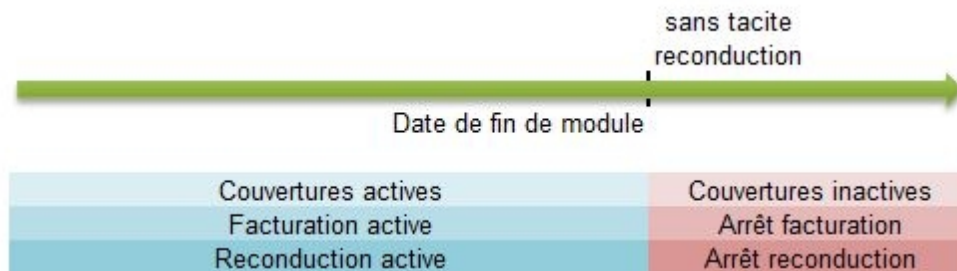 sans tacite
reconduction
Date de fin de module
Couvertures actives
Couvertures inactives
Facturation active
Arrêt facturation
Reconduction active
Arrêt reconduction